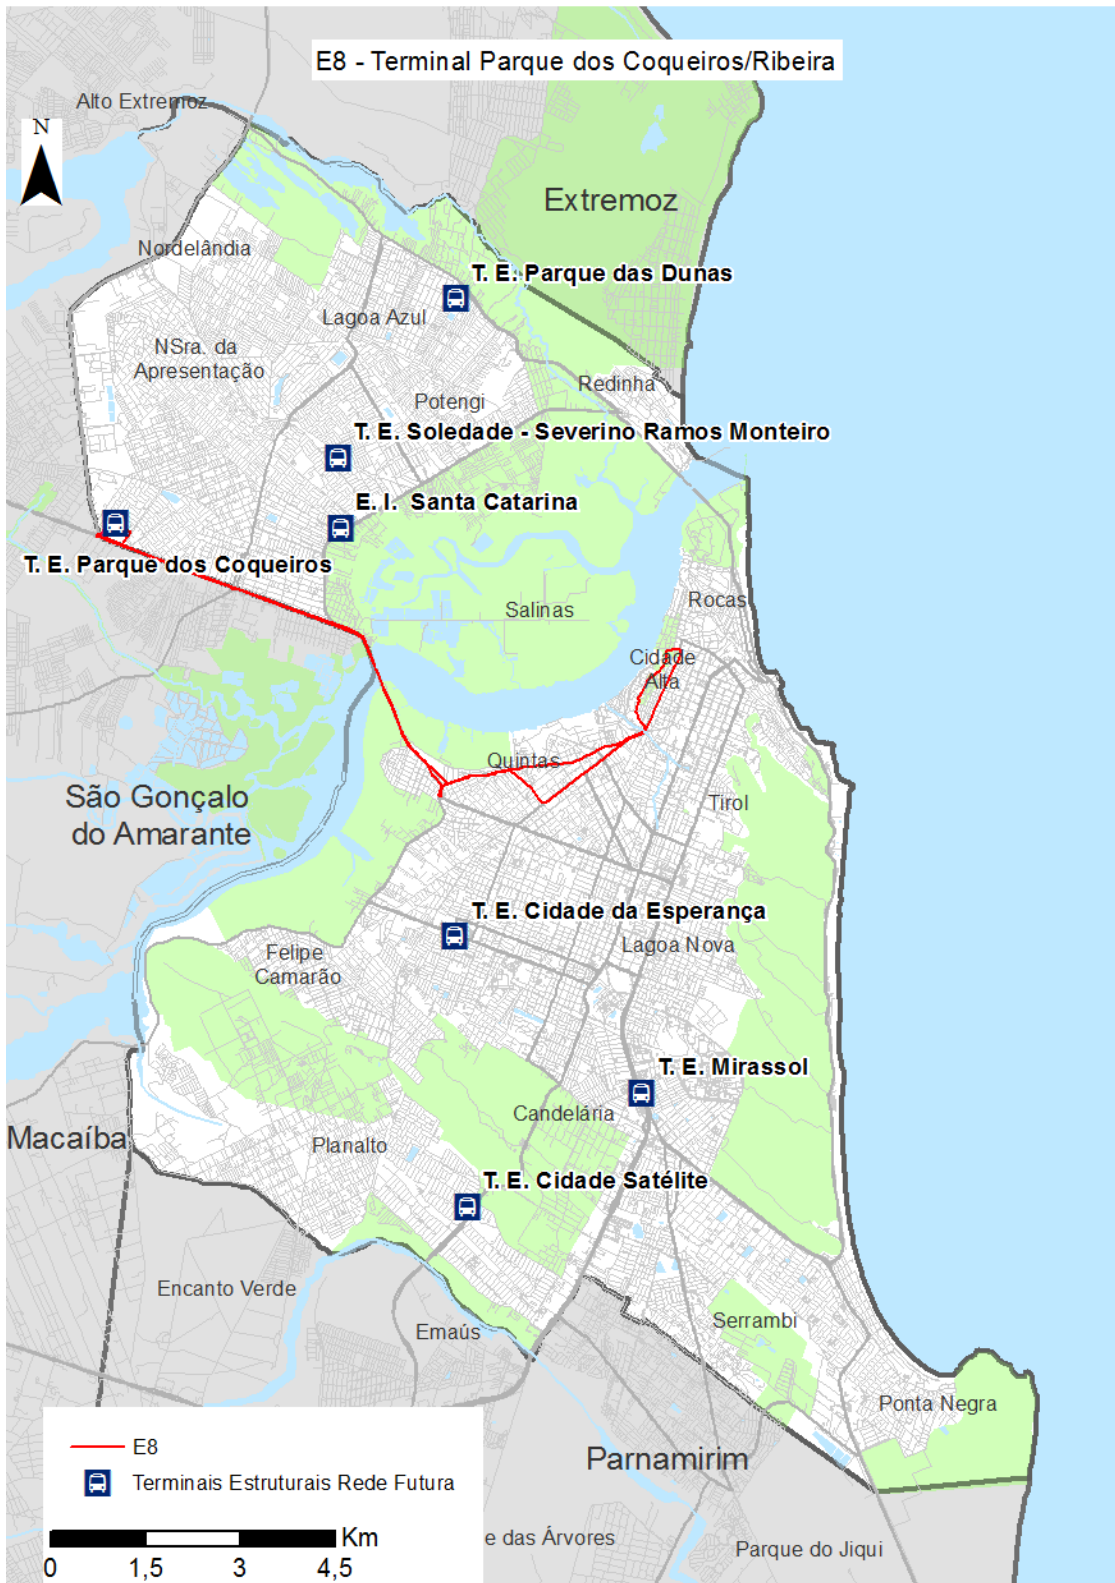 E8 - Terminal Parque dos Coqueiros/Ribeira
Alto Extremoz
N
Extremoz
Nordelândia
T. E. Parque das Dunas
Lagoa Azul
NSra. da
Apresentação
Redinha
Potengi
T. E. Soledade - Severino Ramos Monteiro
E. I. Santa Catarina
T. E. Parque dos Coqueiros
Rocas
Salinas
Cidade
Alta
Quintas
São Gonçalo
do Amarante
Tirol
T. E. Cidade da Esperança
Lagoa Nova
Felipe
Camarão
T. E. Mirassol
Candelária
Macaíba
Planalto
T. E. Cidade Satélite
Encanto Verde
Serrambi
Emaús
Ponta Negra
E8
Parnamirim
Terminais Estruturais Rede Futura
Km
e das Árvores
Parque do Jiqui
0 1,5 3 4,5